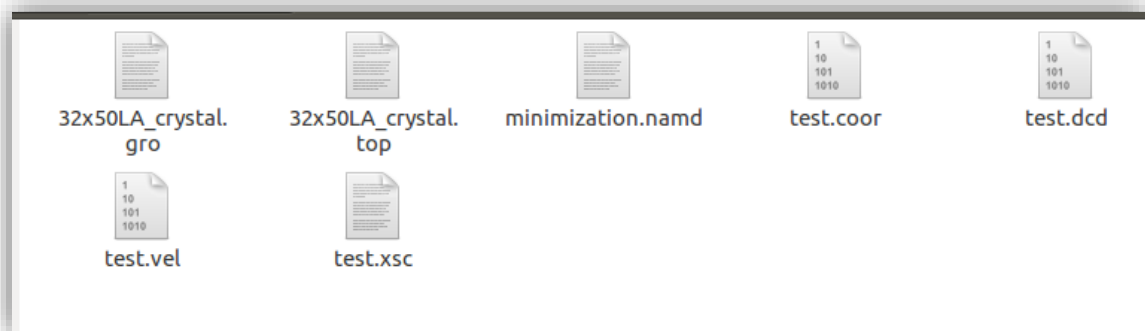 1
10
101
1010
1
10
101
1010
32x50LA_crystal.
gro
32x50LA_crystal.
top
minimization.namd
test.coor
test.dcd
1
10
101
1010
test.vel
test.xsc